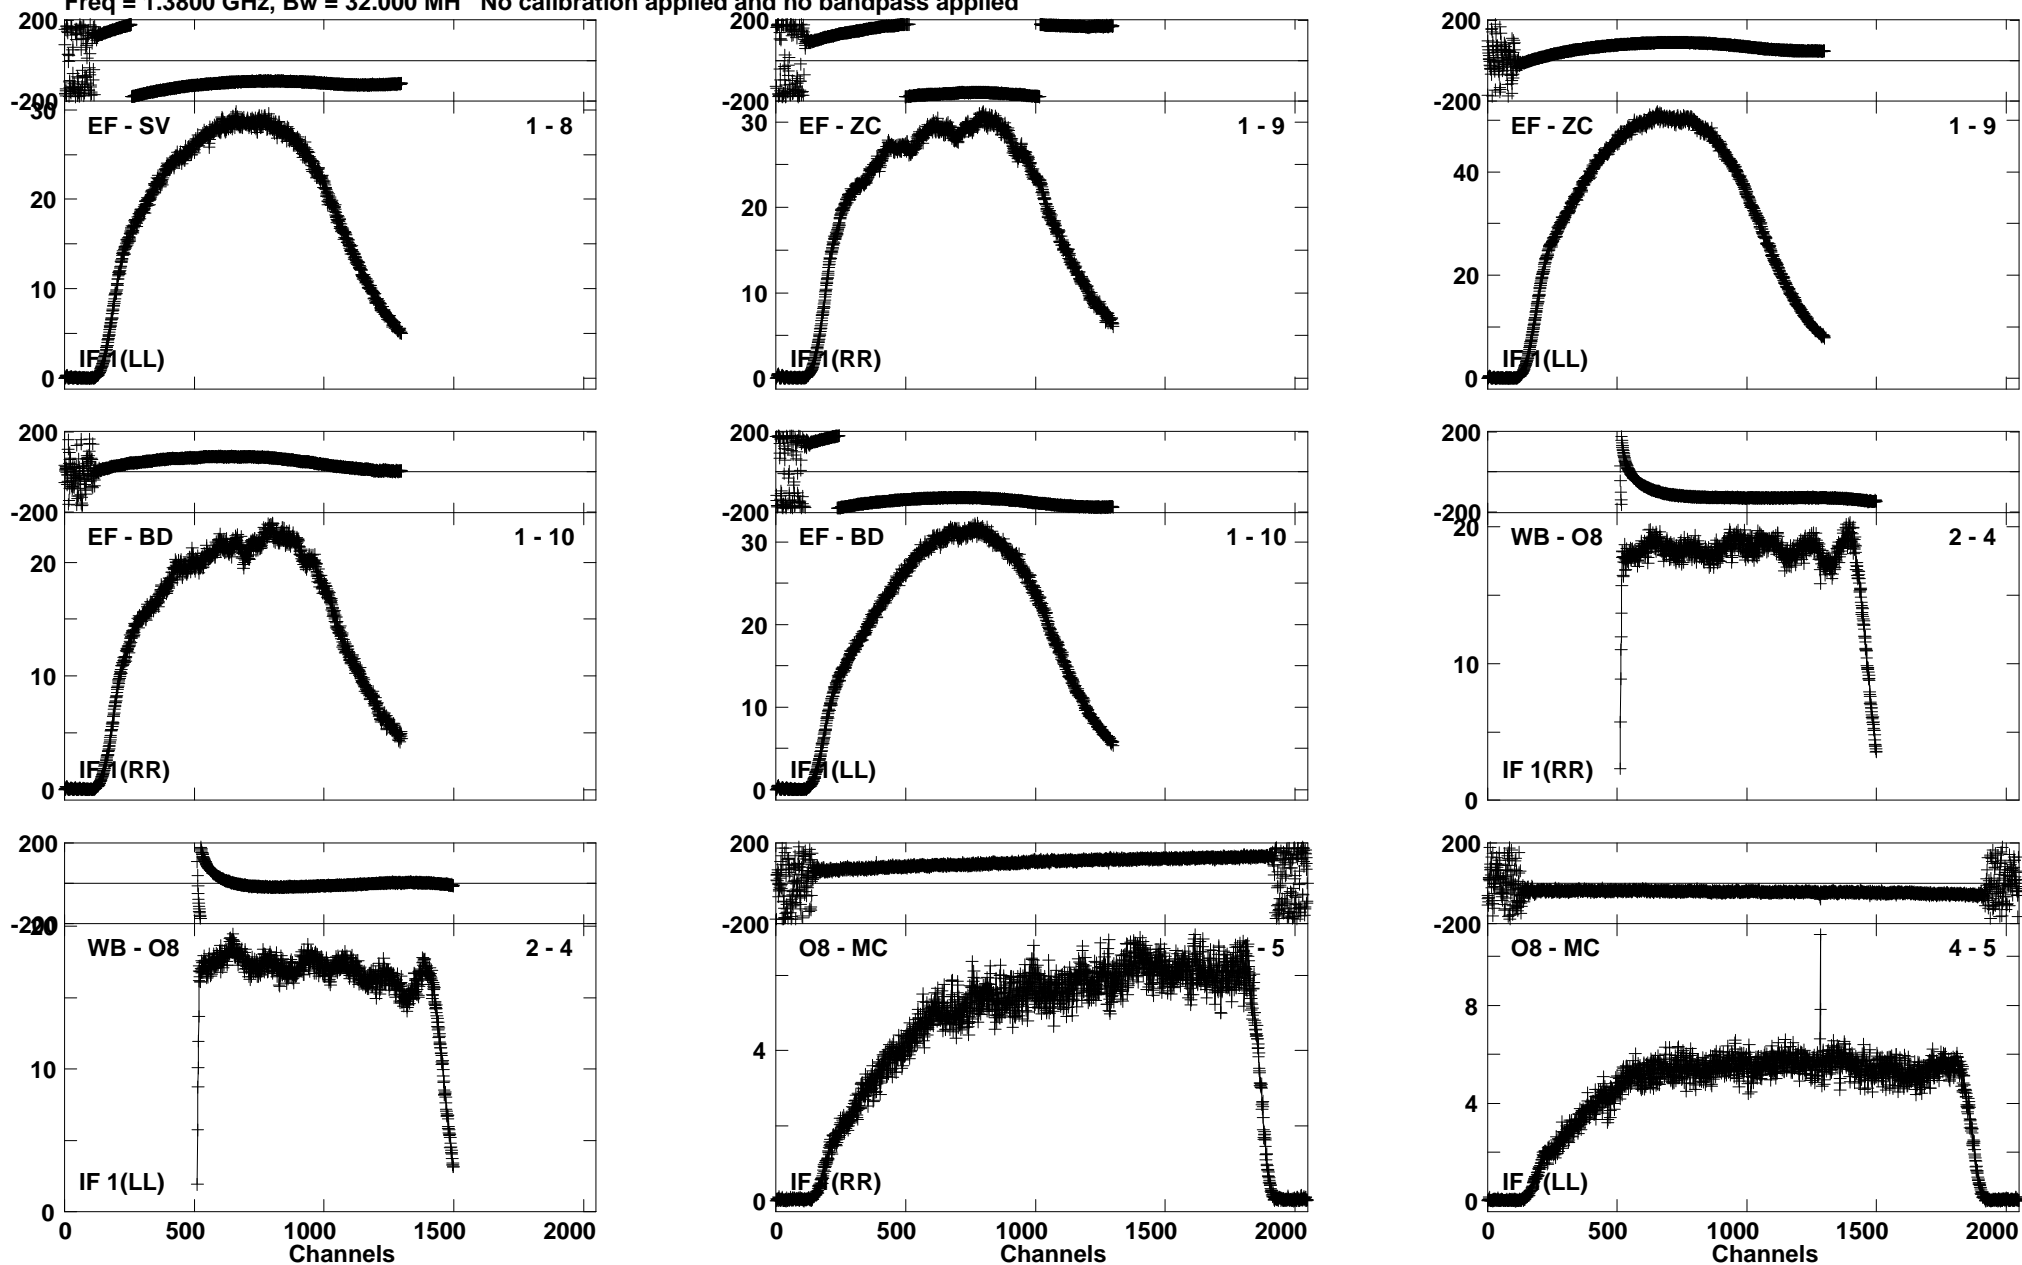 Freq = 1.3800 GHz, Bw = 32.000 MH No calibration applied and no bandpass applied
200
-200
30
20
10
0
EF - SV 1 - 8
IF 1(LL)
200
-200
30
20
10
0
EF - ZC 1 - 9
IF 1(RR)
200
-200
40
20
0
EF - ZC 1 - 9
IF 1(LL)
200
-200
20
10
0
EF - BD 1 - 10
IF 1(RR)
200
-200
30
20
10
0
EF - BD 1 - 10
IF 1(LL)
200
-200
20
10
0
WB - O8 2 - 4
IF 1(RR)
200
-200
20
10
0
WB - O8 2 - 4
IF 1(LL)
0 500 1000 1500 2000
Channels
200
-200
4
0
O8 - MC - 5
IF 1(RR)
0 500 1000 1500 2000
Channels
200
-200
8
4
0
O8 - MC 4 - 5
IF 1(LL)
0 500 1000 1500 2000
Channels